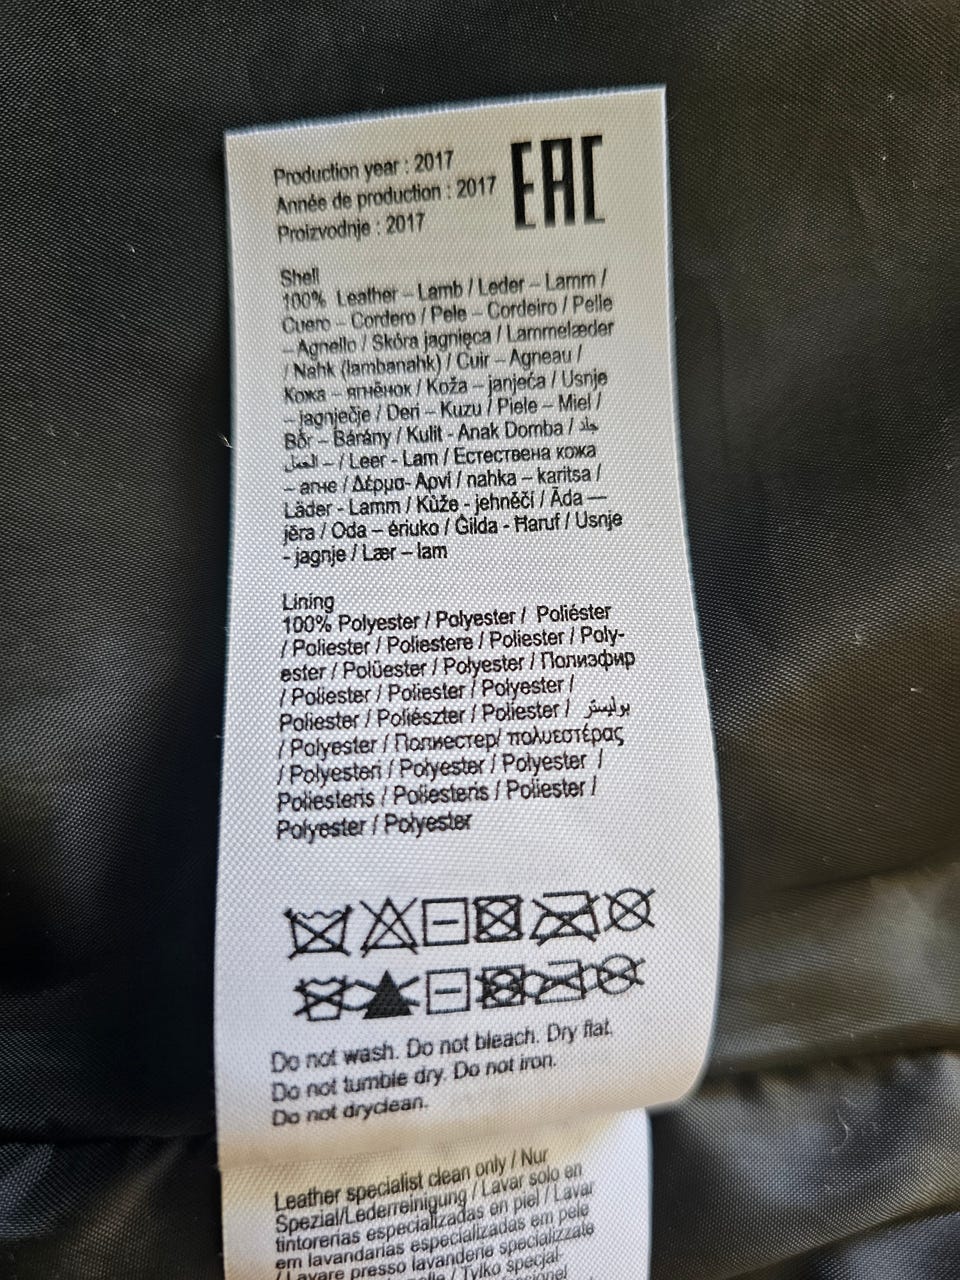 Production year : 2017
Année de production : 2017
Proizvodnje : 2017
EAC
Shell
100% Leather – Lamb / Leder – Lamm /
Cuero – Cordero / Pele – Cordeiro / Pelle
– Agnello / Skóra jagnięca / Lammelæder
/ Nahk (lambanahk) / Cuir – Agneau /
Кожа – ягнёнок / Koža – janjeća / Usnje
– jagnječje / Deri – Kuzu / Piele – Miel /
Bőr – Bárány / Kulit - Anak Domba / جلد
الحمل – / Leer - Lam / Естествена кожа
– агне / Δέρμα- Αρνί / nahka – karitsa /
Läder - Lamm / Kůže - jehněčí / Āda —
jēra / Oda – ėriuko / Ġilda - Ħaruf / Usnje
- jagnje / Lær – lam
Lining
100% Polyester / Polyester / Poliéster
/ Poliester / Poliestere / Poliester / Poly-
ester / Polüester / Polyester / Полиэфир
/ Poliester / Poliester / Polyester /
Poliester / Poliészter / Poliester / بوليستر
/ Polyester / Полиестер/ πολυεστέρας
/ Polyesteri / Polyester / Polyester /
Poliesteris / Poliesteris / Poliester /
Polyester / Polyester
Do not wash. Do not bleach. Dry flat.
Do not tumble dry. Do not iron.
Do not dryclean.
Leather specialist clean only / Nur
Spezial/Lederreinigung / Lavar solo en
tintorerias especializadas en piel / Lavar
em lavandarias especializadas em pele
/ Lavare presso lavanderie specializzate
/ Tylko specjal-